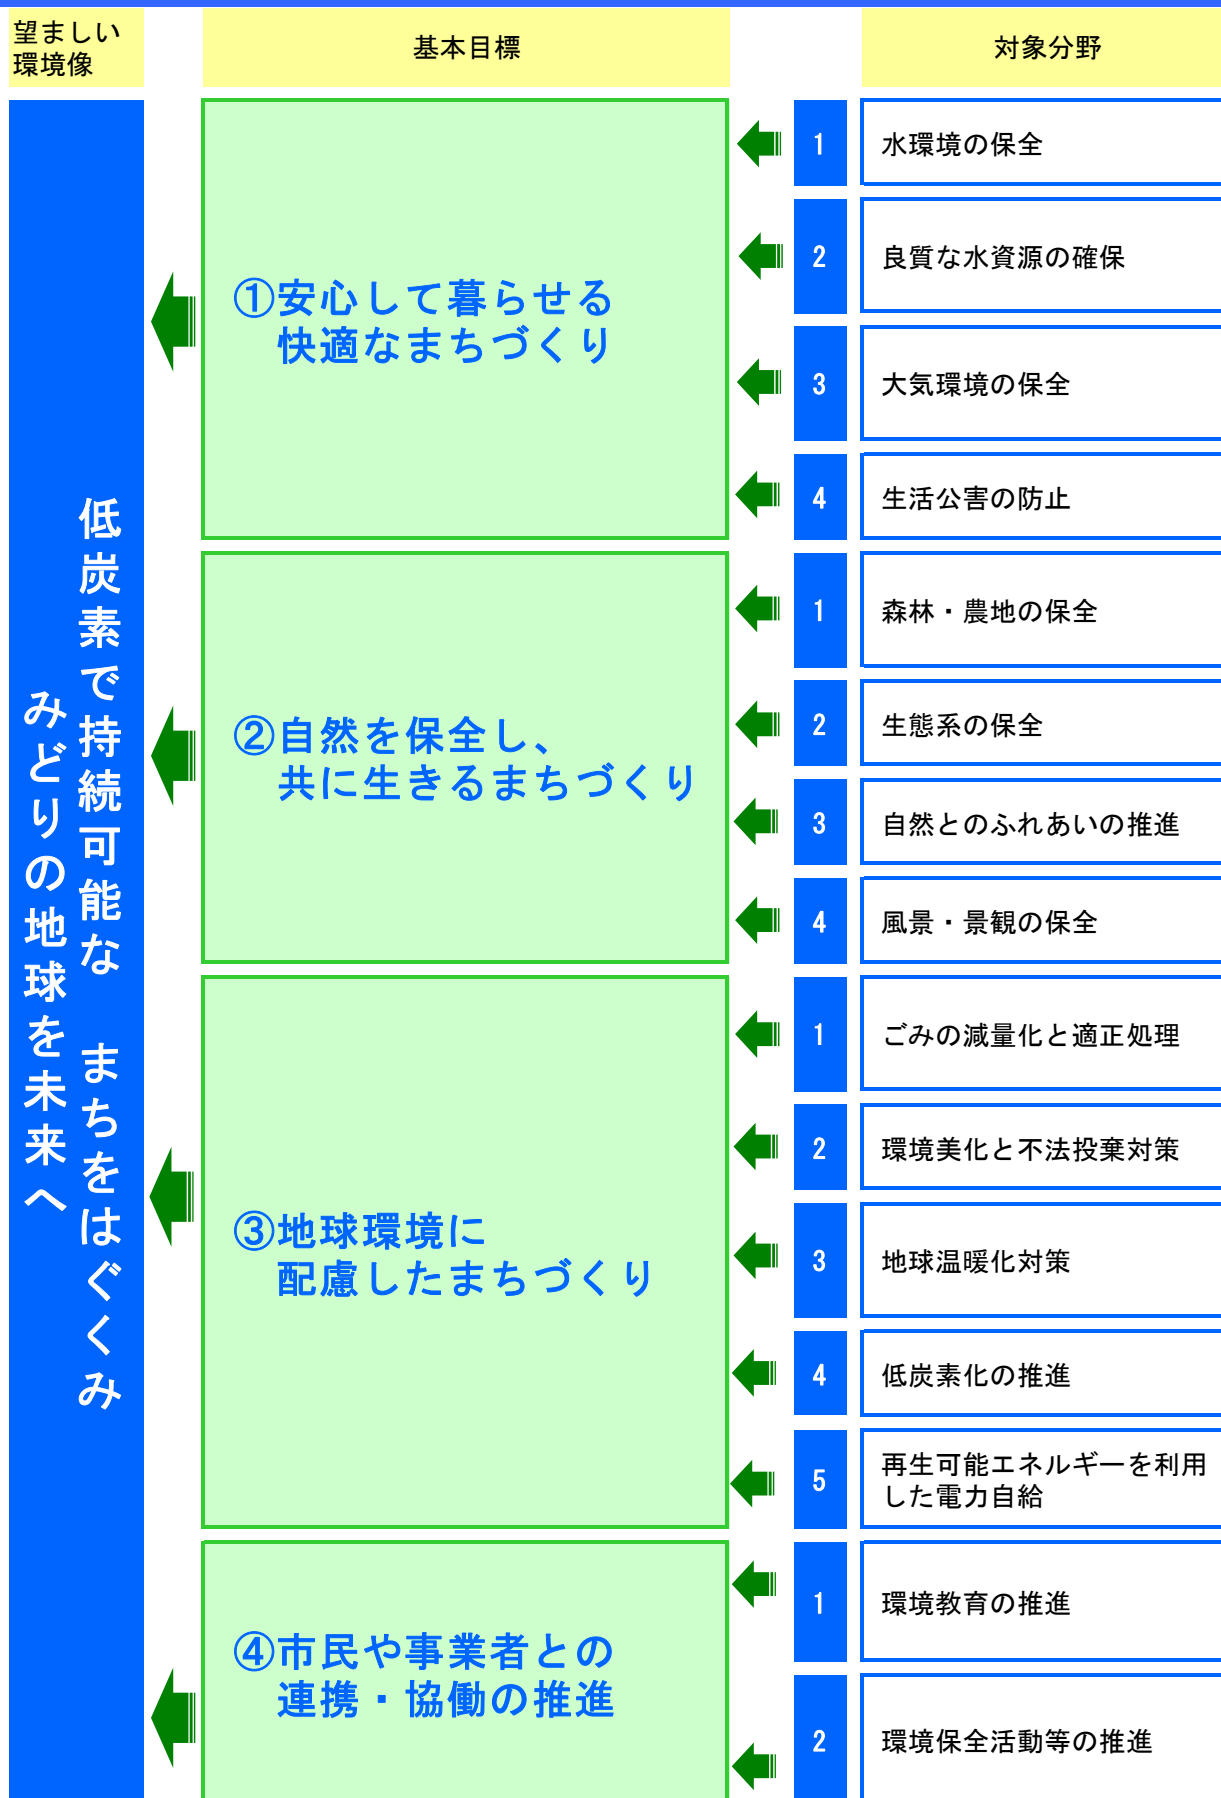 望ましい
環境像
基本目標
対象分野
低炭素で持続可能な　まちをはぐくみ
みどりの地球を未来へ
①安心して暮らせる
快適なまちづくり
1 水環境の保全
2 良質な水資源の確保
3 大気環境の保全
4 生活公害の防止
②自然を保全し、
共に生きるまちづくり
1 森林・農地の保全
2 生態系の保全
3 自然とのふれあいの推進
4 風景・景観の保全
③地球環境に
配慮したまちづくり
1 ごみの減量化と適正処理
2 環境美化と不法投棄対策
3 地球温暖化対策
4 低炭素化の推進
5 再生可能エネルギーを利用
した電力自給
④市民や事業者との
連携・協働の推進
1 環境教育の推進
2 環境保全活動等の推進